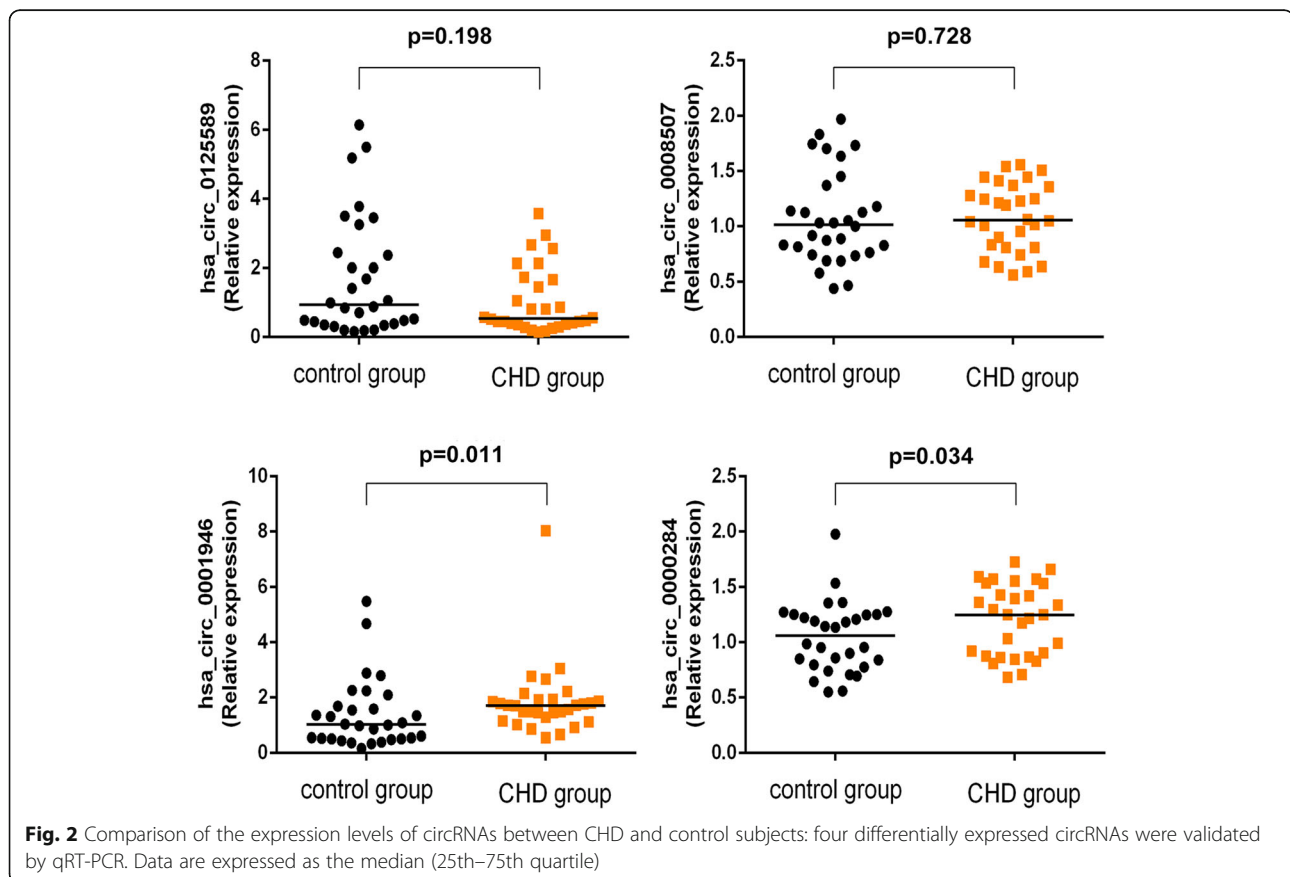 p=0.198
hsa_circ_0125589
(Relative expression)
8
6
4
2
0
control group
CHD group
p=0.728
hsa_circ_0008507
(Relative expression)
2.5
2.0
1.5
1.0
0.5
0.0
control group
CHD group
p=0.011
hsa_circ_0001946
(Relative expression)
10
8
6
4
2
0
control group
CHD group
p=0.034
hsa_circ_0000284
(Relative expression)
2.5
2.0
1.5
1.0
0.5
0.0
control group
CHD group
Fig. 2 Comparison of the expression levels of circRNAs between CHD and control subjects: four differentially expressed circRNAs were validated
by qRT-PCR. Data are expressed as the median (25th–75th quartile)